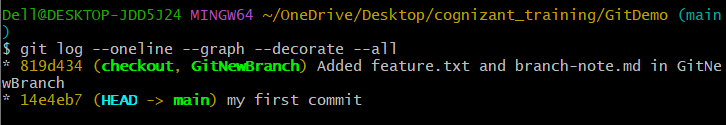 Dell@DESKTOP-JDD5J24 MINGW64 ~/OneDrive/Desktop/cognizant_training/GitDemo (main
)
$ git log --oneline --graph --decorate --all
* 819d434 (checkout, GitNewBranch) Added feature.txt and branch-note.md in GitNe
wBranch
* 14e4eb7 (HEAD -> main) my first commit